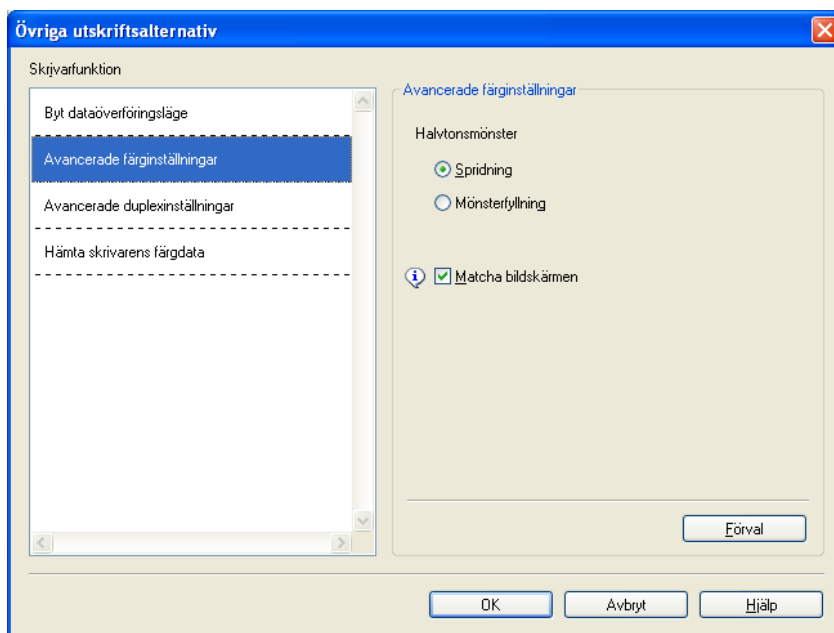 Övriga utskriftsalternativ
Skrivarfunktion
Byt dataöverföringsläge
Avancerade färginställningar
Avancerade duplexinställningar
Hämta skrivarens färgdata
Avancerade färginställningar
Halvtonsmönster
Spridning
Mönsterfyllning
Matcha bildskärmen
Förval
OK
Avbryt
Hjälp